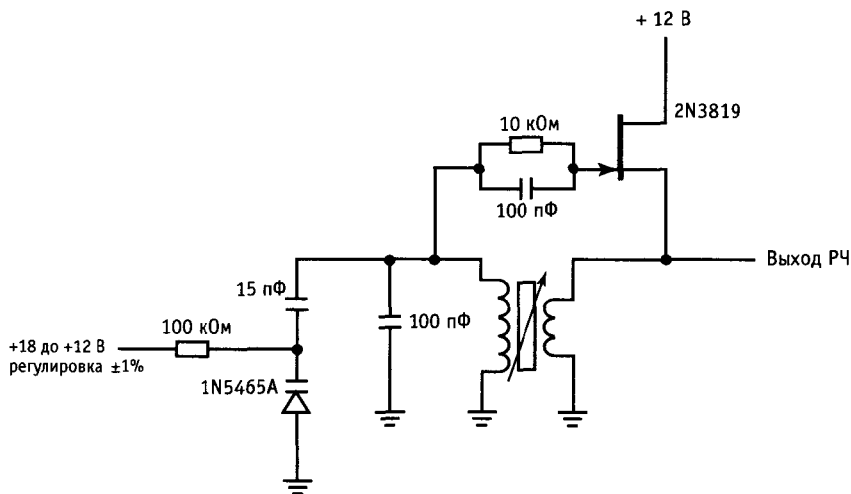 + 12 В
2N3819
10 кОм
100 пФ
Выход РЧ
15 пФ
100 пФ
100 кОм
+18 до +12 В
регулировка ±1%
1N5465A